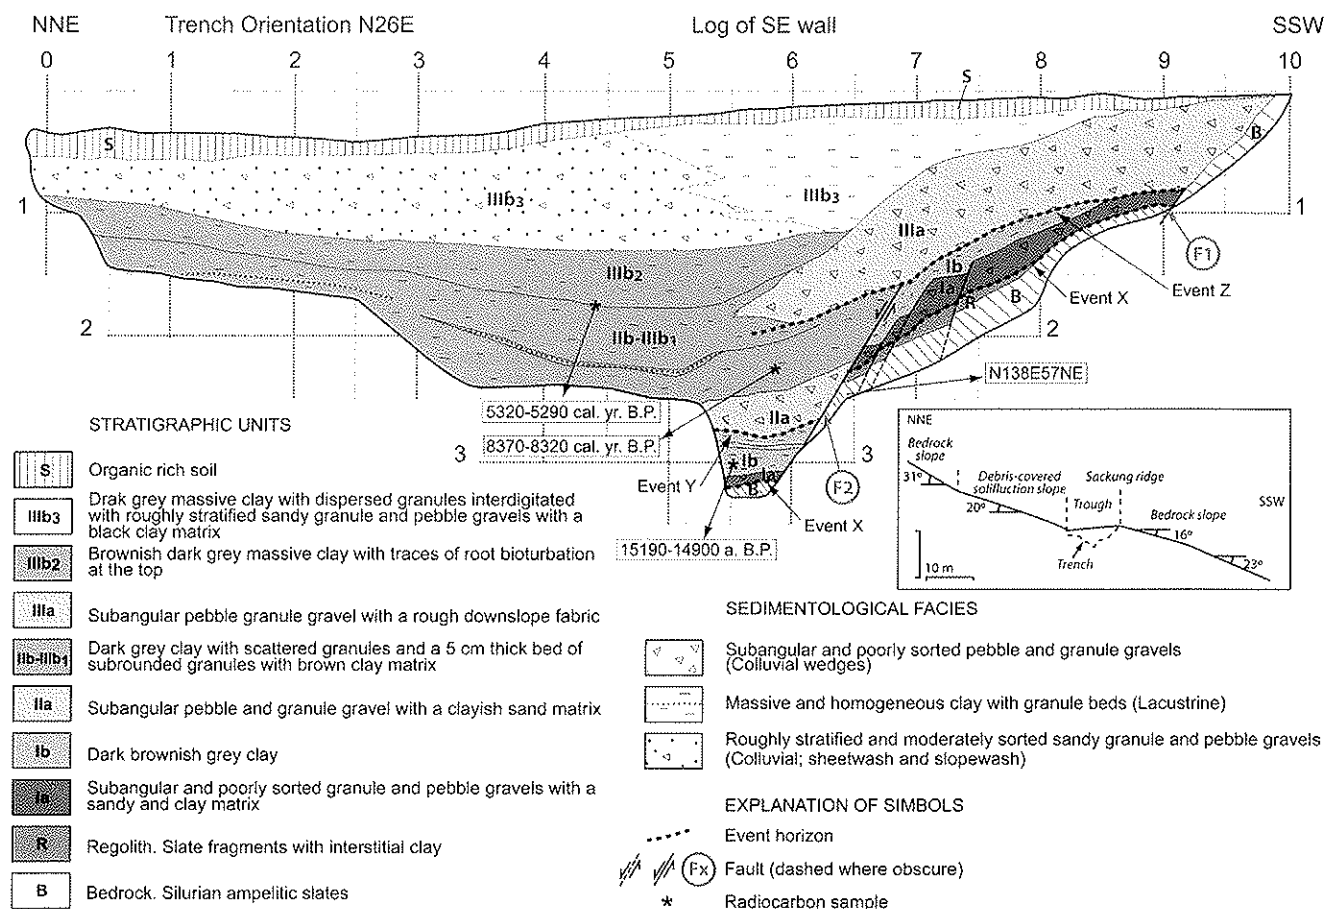 NNE Trench Orientation N26E Log of SE wall SSW
0 1 2 3 4 5 6 7 8 9 10
S
S
B
IIIb3
IIIb3
1
1
IIIa
F1
IIIb2
Ib
Ia
R
B
Event X
Event Z
2
IIb-IIIb1
2
N138E57NE
5320-5290 cal. yr. B.P.
IIa
8370-8320 cal. yr. B.P.
3
Ib
3
Event Y
Ia
B
F2
Event X
15190-14900 a. B.P.
NNE
Bedrock slope
31º
Debris-covered solifluction slope
20º
Sackung ridge
Trough
SSW
Bedrock slope
16º
Trench
23º
10 m
STRATIGRAPHIC UNITS
S Organic rich soil
IIIb3 Drak grey massive clay with dispersed granules interdigitated
with roughly stratified sandy granule and pebble gravels with a
black clay matrix
IIIb2 Brownish dark grey massive clay with traces of root bioturbation
at the top
IIIa Subangular pebble granule gravel with a rough downslope fabric
IIb-IIIb1 Dark grey clay with scattered granules and a 5 cm thick bed of
subrounded granules with brown clay matrix
IIa Subangular pebble and granule gravel with a clayish sand matrix
Ib Dark brownish grey clay
Ia Subangular and poorly sorted granule and pebble gravels with a
sandy and clay matrix
R Regolith. Slate fragments with interstitial clay
B Bedrock. Silurian ampelitic slates
SEDIMENTOLOGICAL FACIES
Subangular and poorly sorted pebble and granule gravels
(Colluvial wedges)
Massive and homogeneous clay with granule beds (Lacustrine)
Roughly stratified and moderately sorted sandy granule and pebble gravels
(Colluvial; sheetwash and slopewash)
EXPLANATION OF SIMBOLS
Event horizon
Fx Fault (dashed where obscure)
* Radiocarbon sample